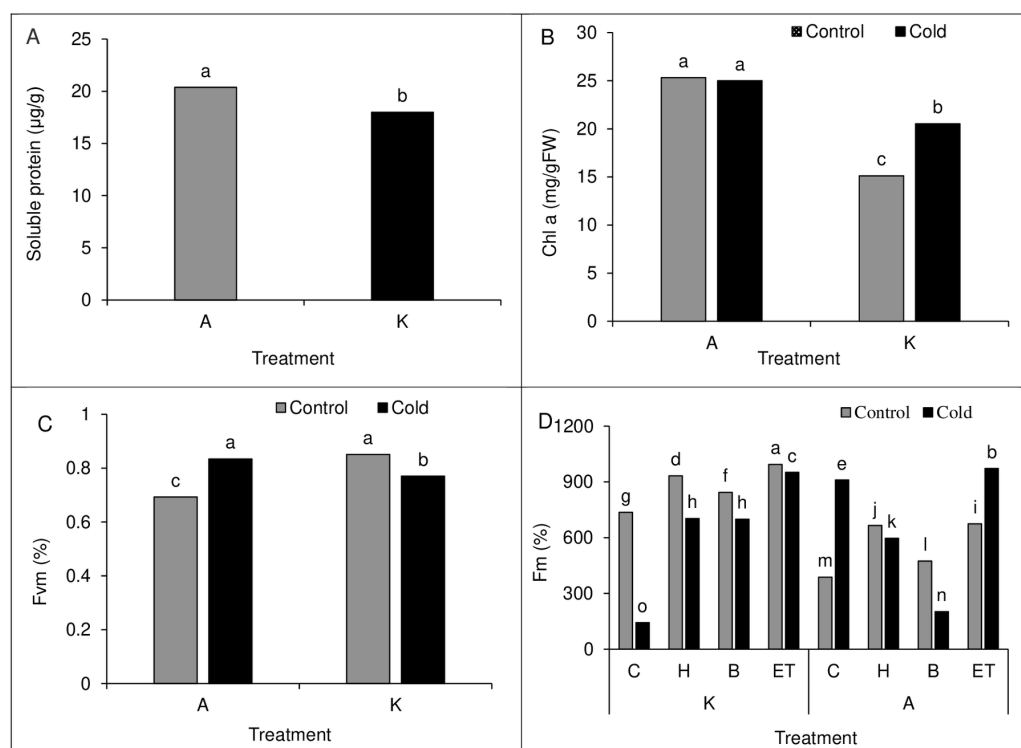 A
Soluble protein (µg/g)
25
20
15
10
5
0
a
b
A
K
Treatment
B
Control
Cold
Chl a (mg/gFW)
30
25
20
15
10
5
0
a
a
c
b
A
K
Treatment
C
Control
Cold
Fvm (%)
1
0.8
0.6
0.4
0.2
0
c
a
a
b
A
K
Treatment
D
Control
Cold
Fm (%)
1200
900
600
300
0
g
o
d
h
f
h
a
c
m
e
j
k
l
n
i
b
C
H
B
ET
C
H
B
ET
K
A
Treatment